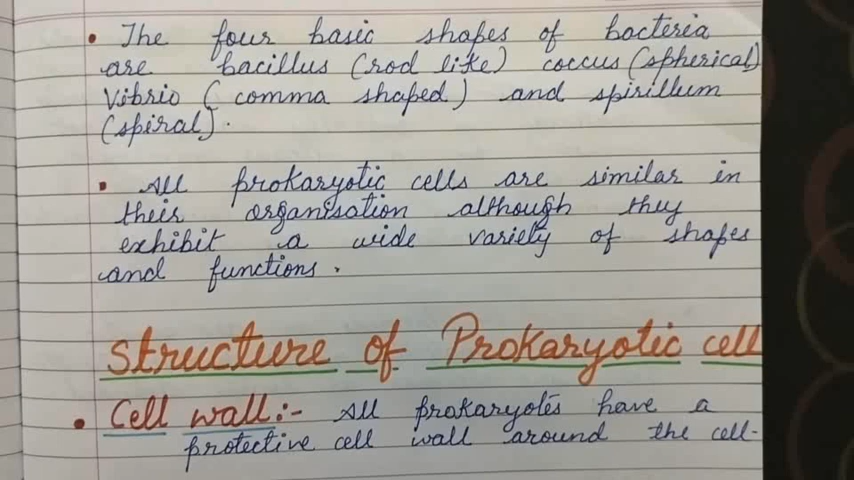 • The four basic shapes of bacteria
are bacillus (rod like) coccus (spherical)
Vibrio (comma shaped) and spirillum
(spiral).
• All prokaryotic cells are similar in
their organisation although they
exhibit a wide variety of shapes
and functions.
Structure of Prokaryotic cell
• Cell wall:- All prokaryotes have a
protective cell wall around the cell-